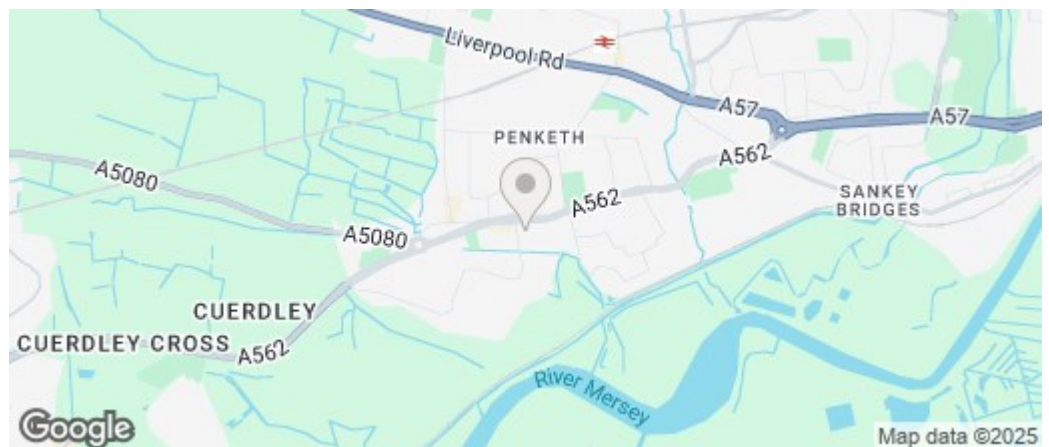 Liverpool Rd
A57
A57
PENKETH
A562
A5080
A562
SANKEY
BRIDGES
A5080
CUERDLEY
CUERDLEY CROSS
A562
River Mersey
Google
Map data ©2025